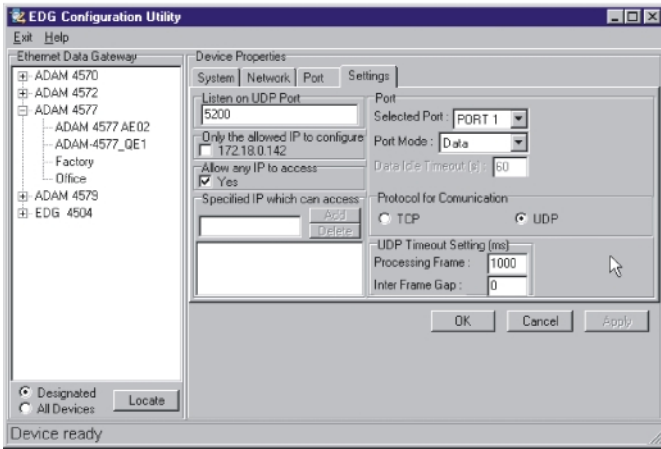 EDG Configuration Utility
Exit Help
Ethernet Data Gateway
ADAM 4570
ADAM 4572
ADAM 4577
ADAM 4577 AE02
ADAM-4577_QE1
Factory
Office
ADAM 4579
EDG 4504
Designated
All Devices
Locate
Device Properties
System Network Port Settings
Listen on UDP Port
5200
Only the allowed IP to configure
172.18.0.142
Allow any IP to access
Yes
Specified IP which can access
Add
Delete
Port
Selected Port : PORT 1
Port Mode : Data
Data Idle Timeout (s) : 60
Protocol for Comunication
TCP UDP
UDP Timeout Setting (ms)
Processing Frame : 1000
Inter Frame Gap : 0
OK Cancel Apply
Device ready